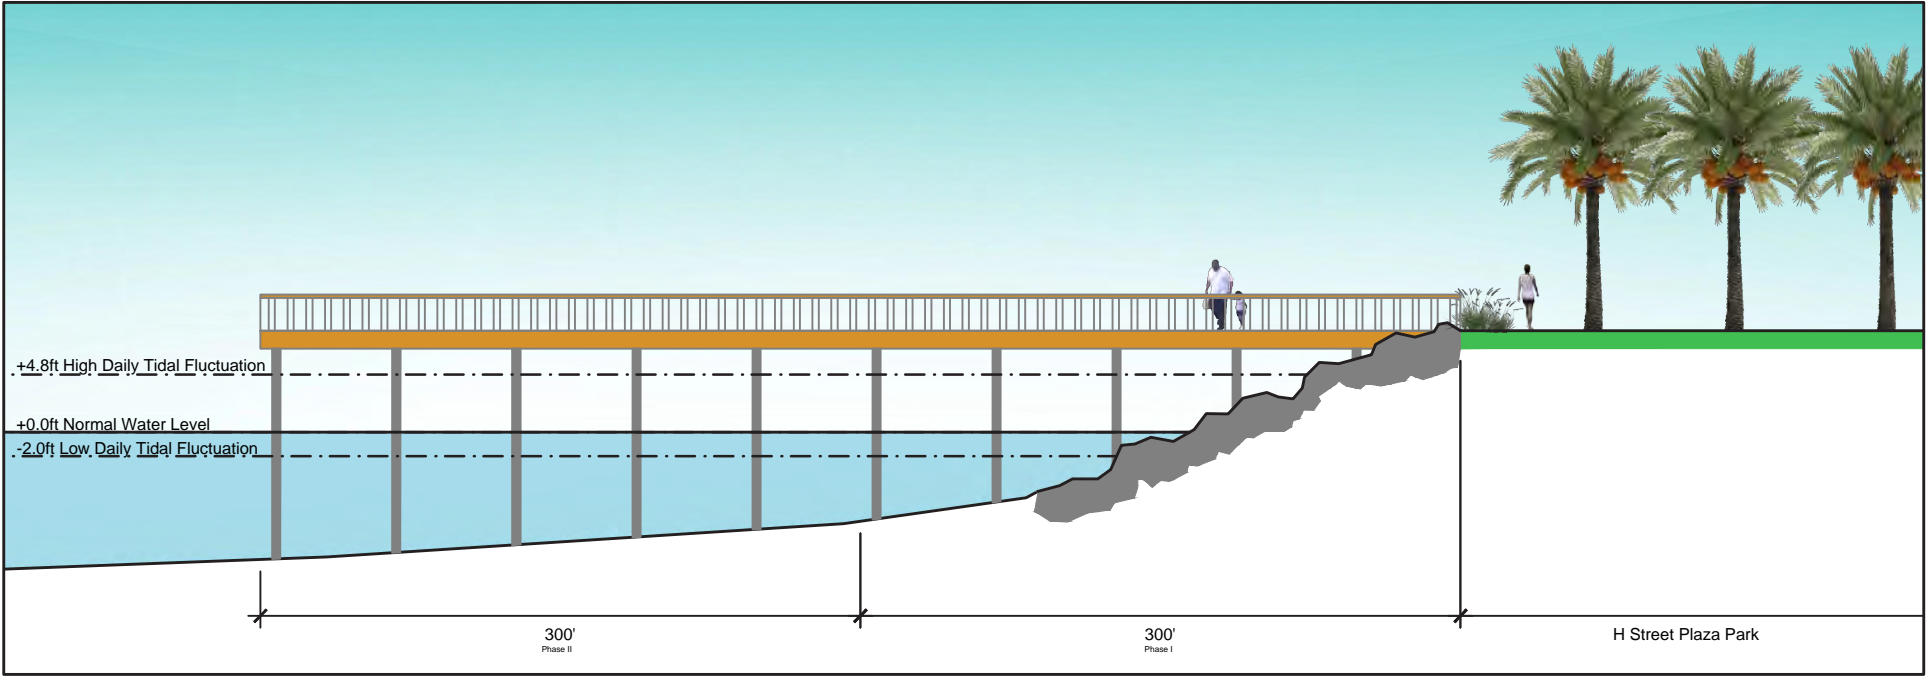 +4.8ft High Daily Tidal Fluctuation
+0.0ft Normal Water Level
-2.0ft Low Daily Tidal Fluctuation
300'
Phase II
300'
Phase I
H Street Plaza Park